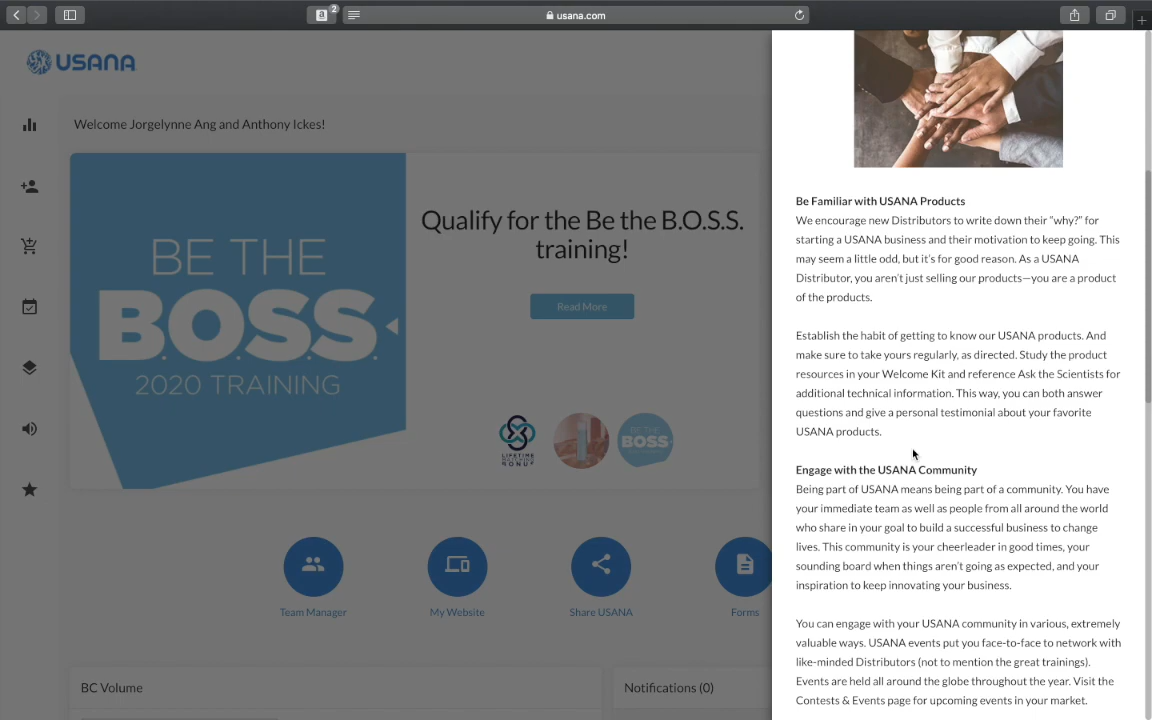 2
usana.com
USANA
Welcome Jorgelynne Ang and Anthony Ickes!
BE THE
B.O.S.S.
2020 TRAINING
Qualify for the Be the B.O.S.S.
training!
Read More
LIFETIME
MATCHING
BONUS
BE THE
BOSS
Team Manager
My Website
Share USANA
Forms
BC Volume
Notifications (0)
Be Familiar with USANA Products
We encourage new Distributors to write down their "why?" for
starting a USANA business and their motivation to keep going. This
may seem a little odd, but it's for good reason. As a USANA
Distributor, you aren't just selling our products—you are a product
of the products.
Establish the habit of getting to know our USANA products. And
make sure to take yours regularly, as directed. Study the product
resources in your Welcome Kit and reference Ask the Scientists for
additional technical information. This way, you can both answer
questions and give a personal testimonial about your favorite
USANA products.
Engage with the USANA Community
Being part of USANA means being part of a community. You have
your immediate team as well as people from all around the world
who share in your goal to build a successful business to change
lives. This community is your cheerleader in good times, your
sounding board when things aren't going as expected, and your
inspiration to keep innovating your business.
You can engage with your USANA community in various, extremely
valuable ways. USANA events put you face-to-face to network with
like-minded Distributors (not to mention the great trainings).
Events are held all around the globe throughout the year. Visit the
Contests & Events page for upcoming events in your market.